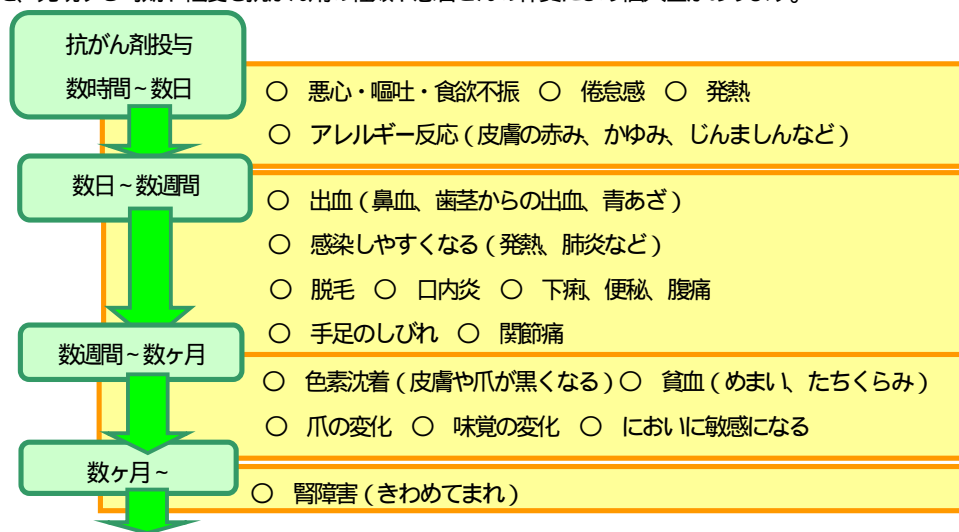 抗がん剤投与
数時間~数日
○ 悪心・嘔吐・食欲不振 ○ 倦怠感 ○ 発熱
○ アレルギー反応(皮膚の赤み、かゆみ、じんましんなど)
数日~数週間
○ 出血(鼻血、歯茎からの出血、青あざ)
○ 感染しやすくなる(発熱、肺炎など)
○ 脱毛 ○ 口内炎 ○ 下痢、便秘、腹痛
○ 手足のしびれ ○ 関節痛
数週間~数ヶ月
○ 色素沈着(皮膚や爪が黒くなる)○ 貧血(めまい、たちくらみ)
○ 爪の変化 ○ 味覚の変化 ○ においに敏感になる
数ヶ月~
○ 腎障害(きわめてまれ)